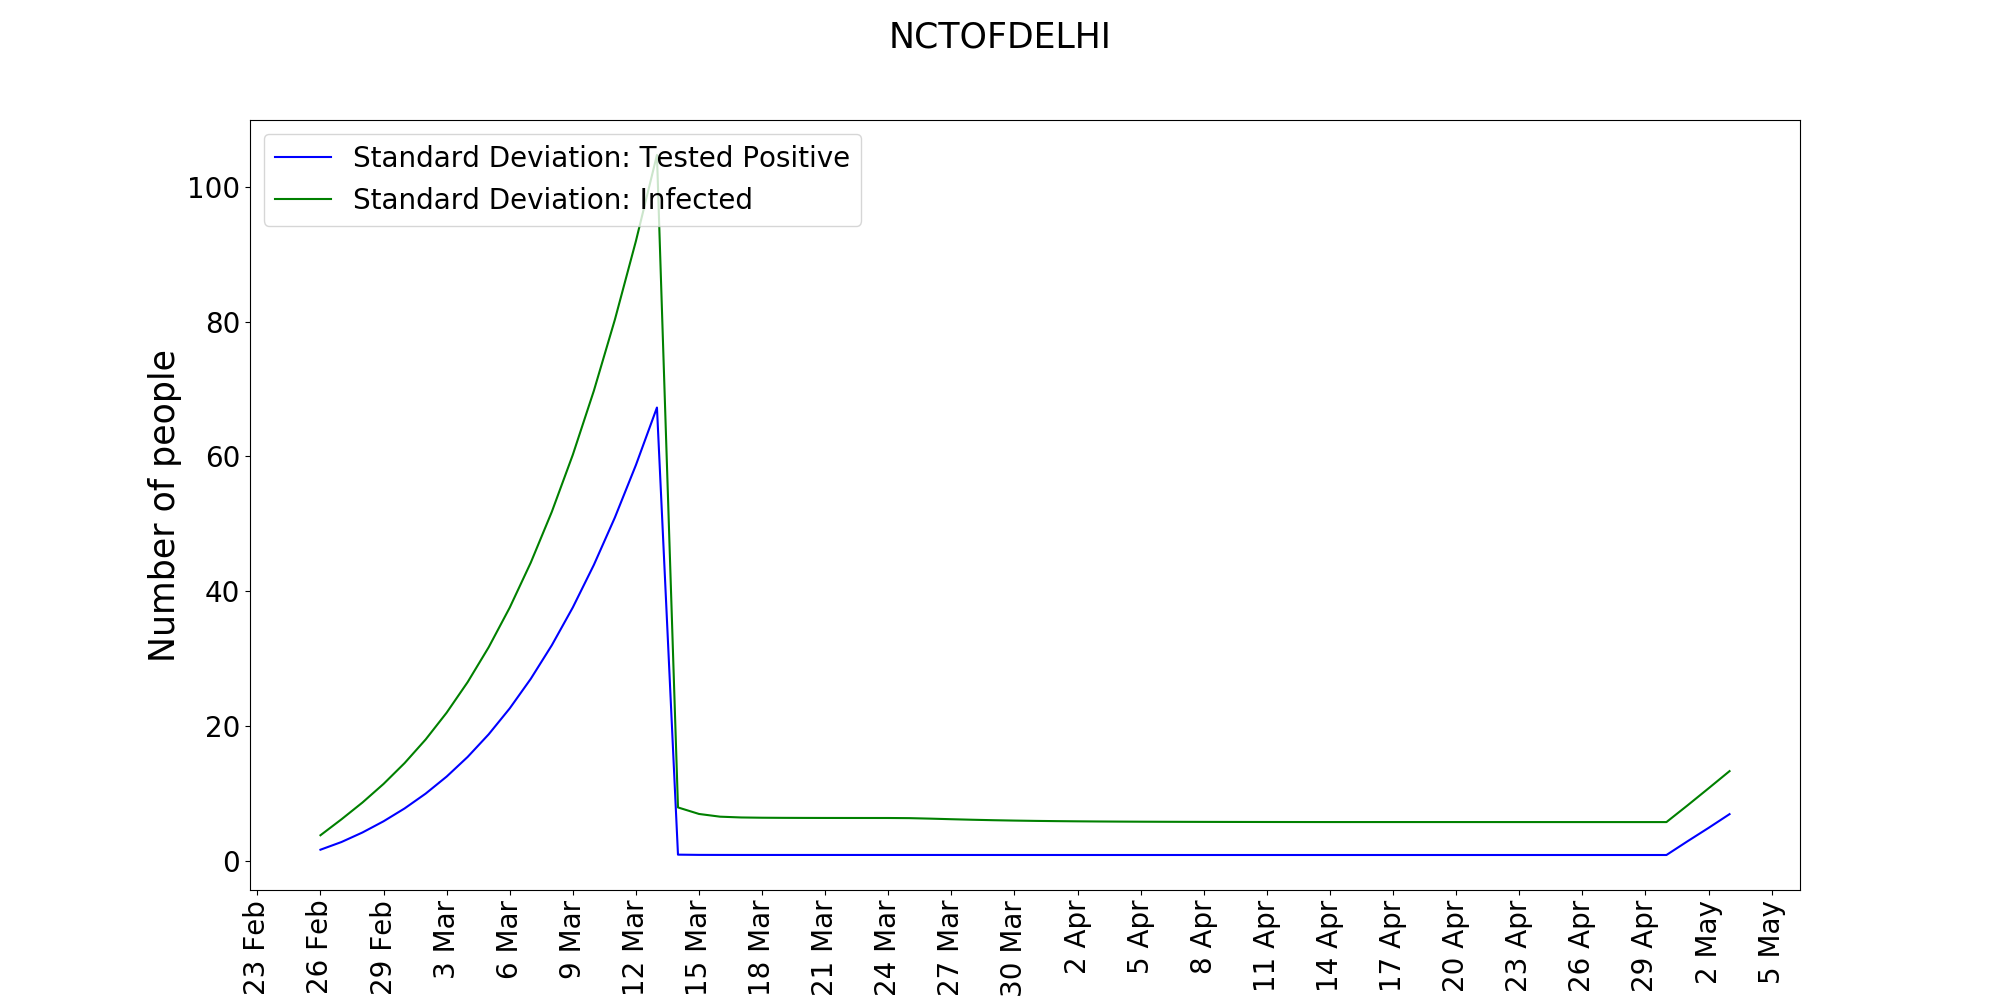 NCTOFDELHI
Standard Deviation: Tested Positive
Standard Deviation: Infected
Number of people
100
80
60
40
20
0
23 Feb
26 Feb
29 Feb
3 Mar
6 Mar
9 Mar
12 Mar
15 Mar
18 Mar
21 Mar
24 Mar
27 Mar
30 Mar
2 Apr
5 Apr
8 Apr
11 Apr
14 Apr
17 Apr
20 Apr
23 Apr
26 Apr
29 Apr
2 May
5 May